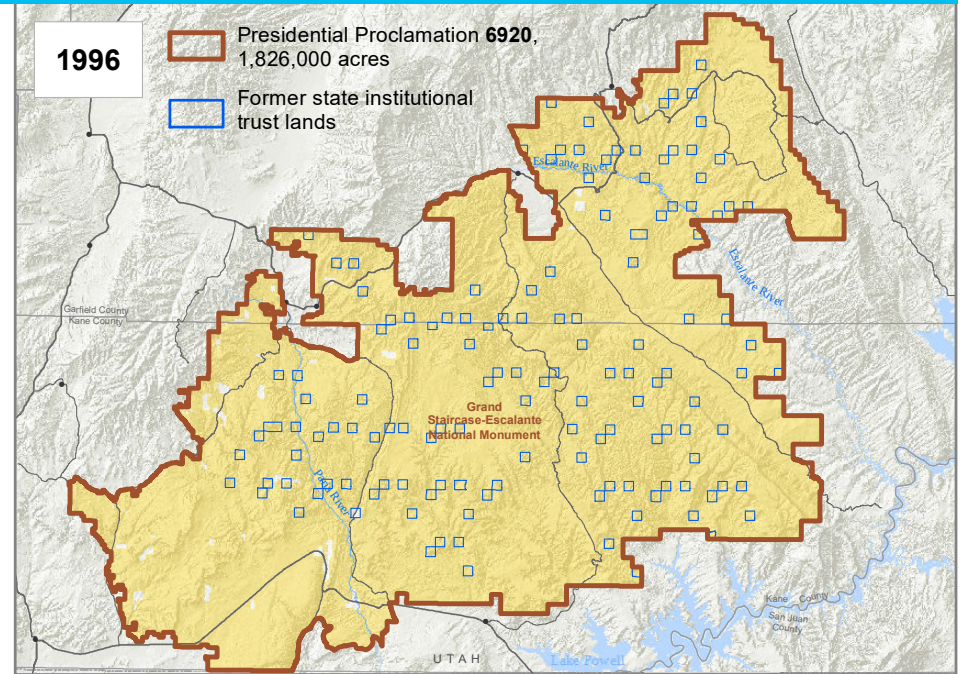 1996
Presidential Proclamation 6920,
1,826,000 acres
Former state institutional
trust lands
Escalante River
Escalante River
Garfield County
Kane County
Grand
Staircase-Escalante
National Monument
Paria River
Kane County
San Juan
County
UTAH
Lake Powell